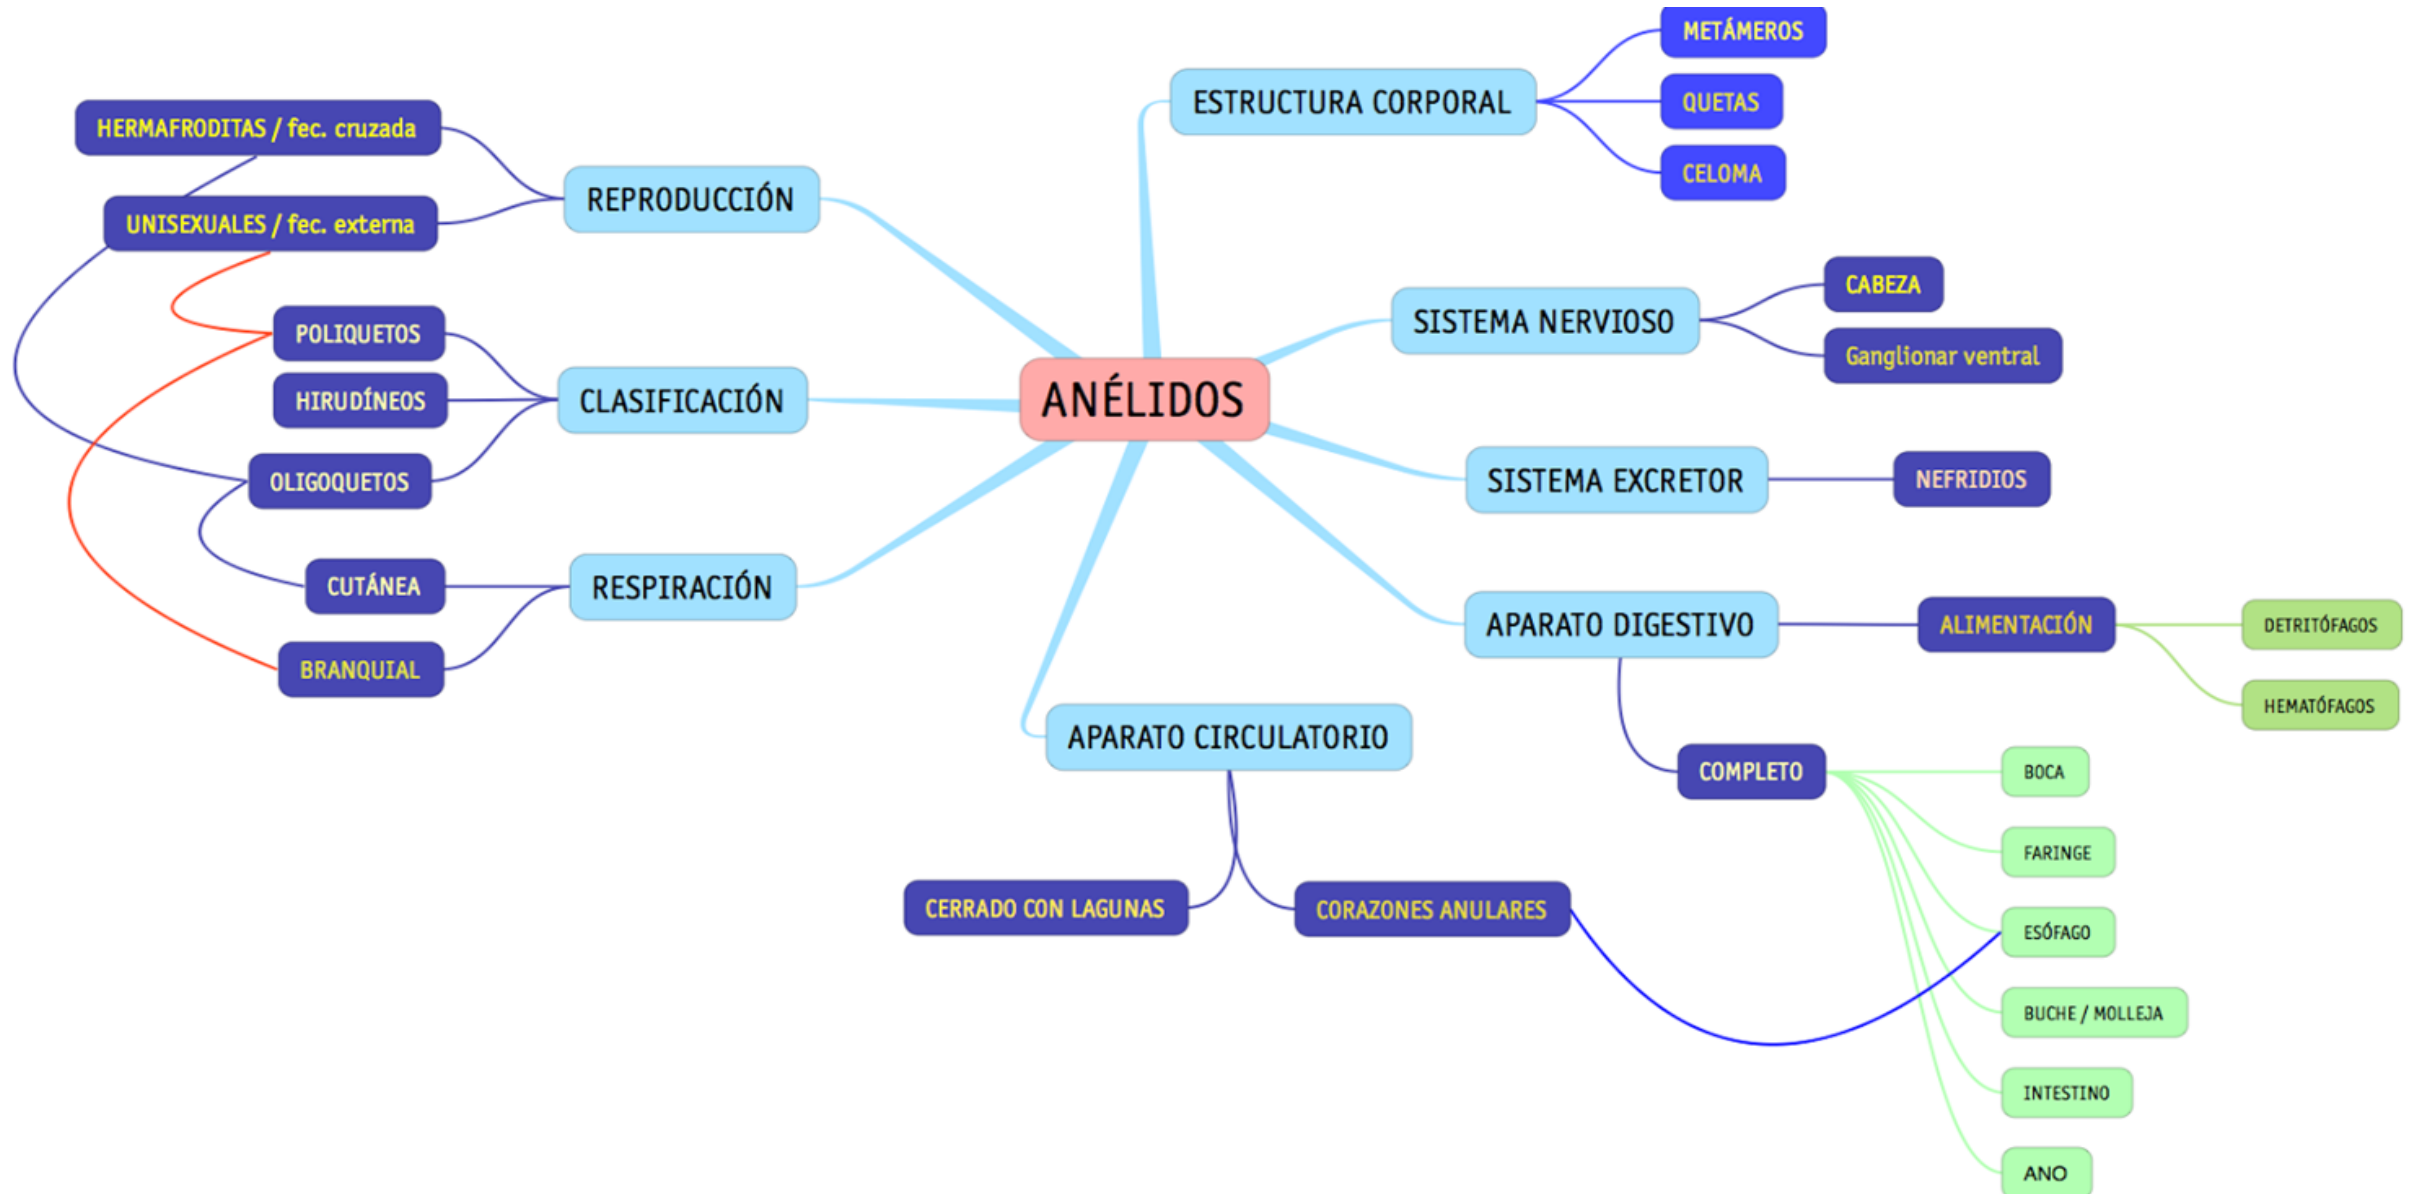 ANÉLIDOS
ESTRUCTURA CORPORAL
METÁMEROS
QUETAS
CELOMA
SISTEMA NERVIOSO
CABEZA
Ganglionar ventral
SISTEMA EXCRETOR
NEFRIDIOS
APARATO DIGESTIVO
ALIMENTACIÓN
DETRITÓFAGOS
HEMATÓFAGOS
COMPLETO
BOCA
FARINGE
ESÓFAGO
BUCHE / MOLLEJA
INTESTINO
ANO
APARATO CIRCULATORIO
CERRADO CON LAGUNAS
CORAZONES ANULARES
REPRODUCCIÓN
HERMAFRODITAS / fec. cruzada
UNISEXUALES / fec. externa
CLASIFICACIÓN
POLIQUETOS
HIRUDÍNEOS
OLIGOQUETOS
RESPIRACIÓN
CUTÁNEA
BRANQUIAL